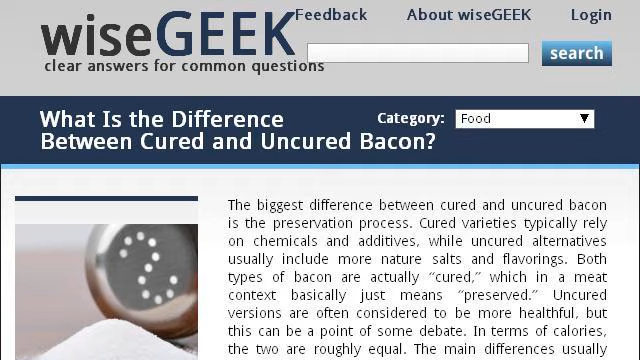 wiseGEEK
clear answers for common questions
Feedback About wiseGEEK Login
search
What Is the Difference
Between Cured and Uncured Bacon?
Category: Food
The biggest difference between cured and uncured bacon
is the preservation process. Cured varieties typically rely
on chemicals and additives, while uncured alternatives
usually include more nature salts and flavorings. Both
types of bacon are actually “cured,” which in a meat
context basically just means “preserved.” Uncured
versions are often considered to be more healthful, but
this can be a point of some debate. In terms of calories,
the two are roughly equal. The main differences usually